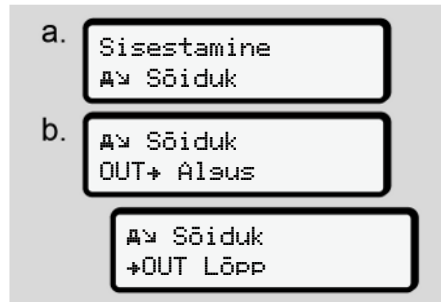 a.
Sisestamine
Sõiduk
b.
Sõiduk
OUT→ Algus
Sõiduk
→OUT Lõpp